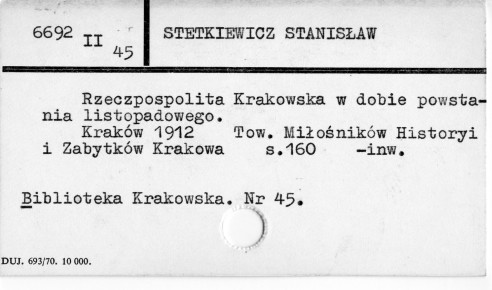 6692 II 45
STETKIEWICZ STANISŁAW
Rzeczpospolita Krakowska w dobie powsta-
nia listopadowego.
Kraków 1912 Tow. Miłośników Historyi
i Zabytków Krakowa s.160 -inw.
Biblioteka Krakowska. Nr 45.
DUJ. 693/70. 10 000.